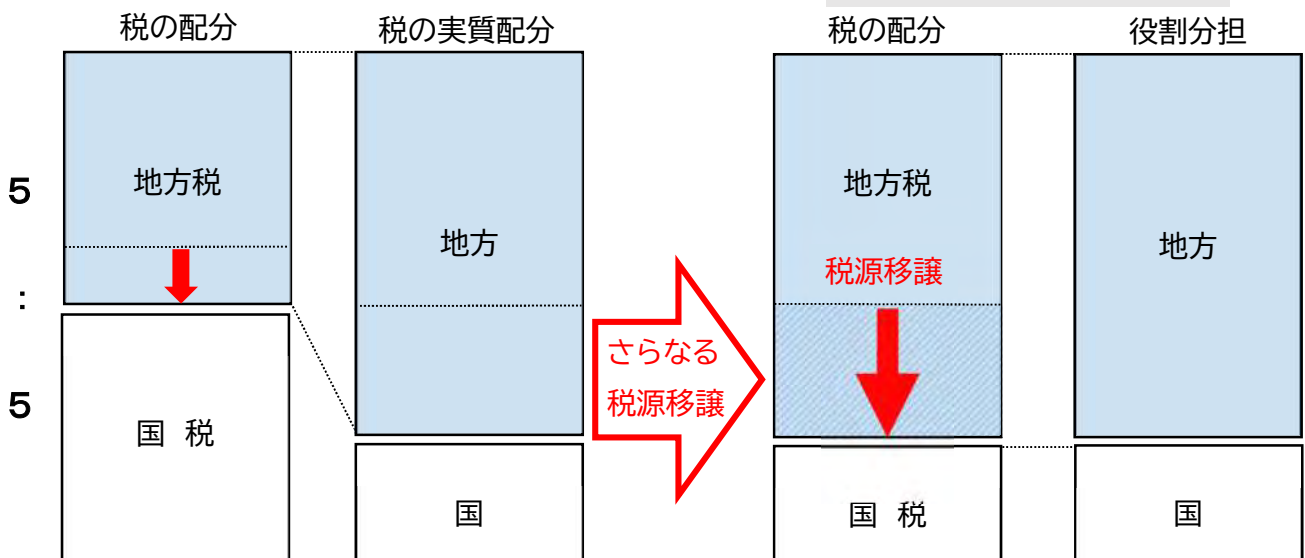 税の配分
税の実質配分
税の配分
役割分担
5
:
5
地方税
国 税
地方
国
さらなる
税源移譲
地方税
税源移譲
国 税
地方
国